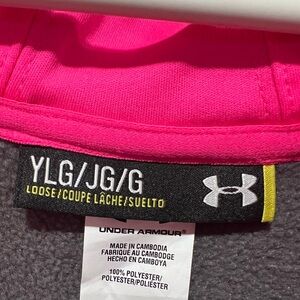 YLG/JG/G
LOOSE/COUPE LÂCHE/SUELTO
UNDER ARMOUR®
MADE IN CAMBODIA
FABRIQUÉ AU CAMBODGE
HECHO EN CAMBOYA
100% POLYESTER/
POLYESTER/POLIÉSTER